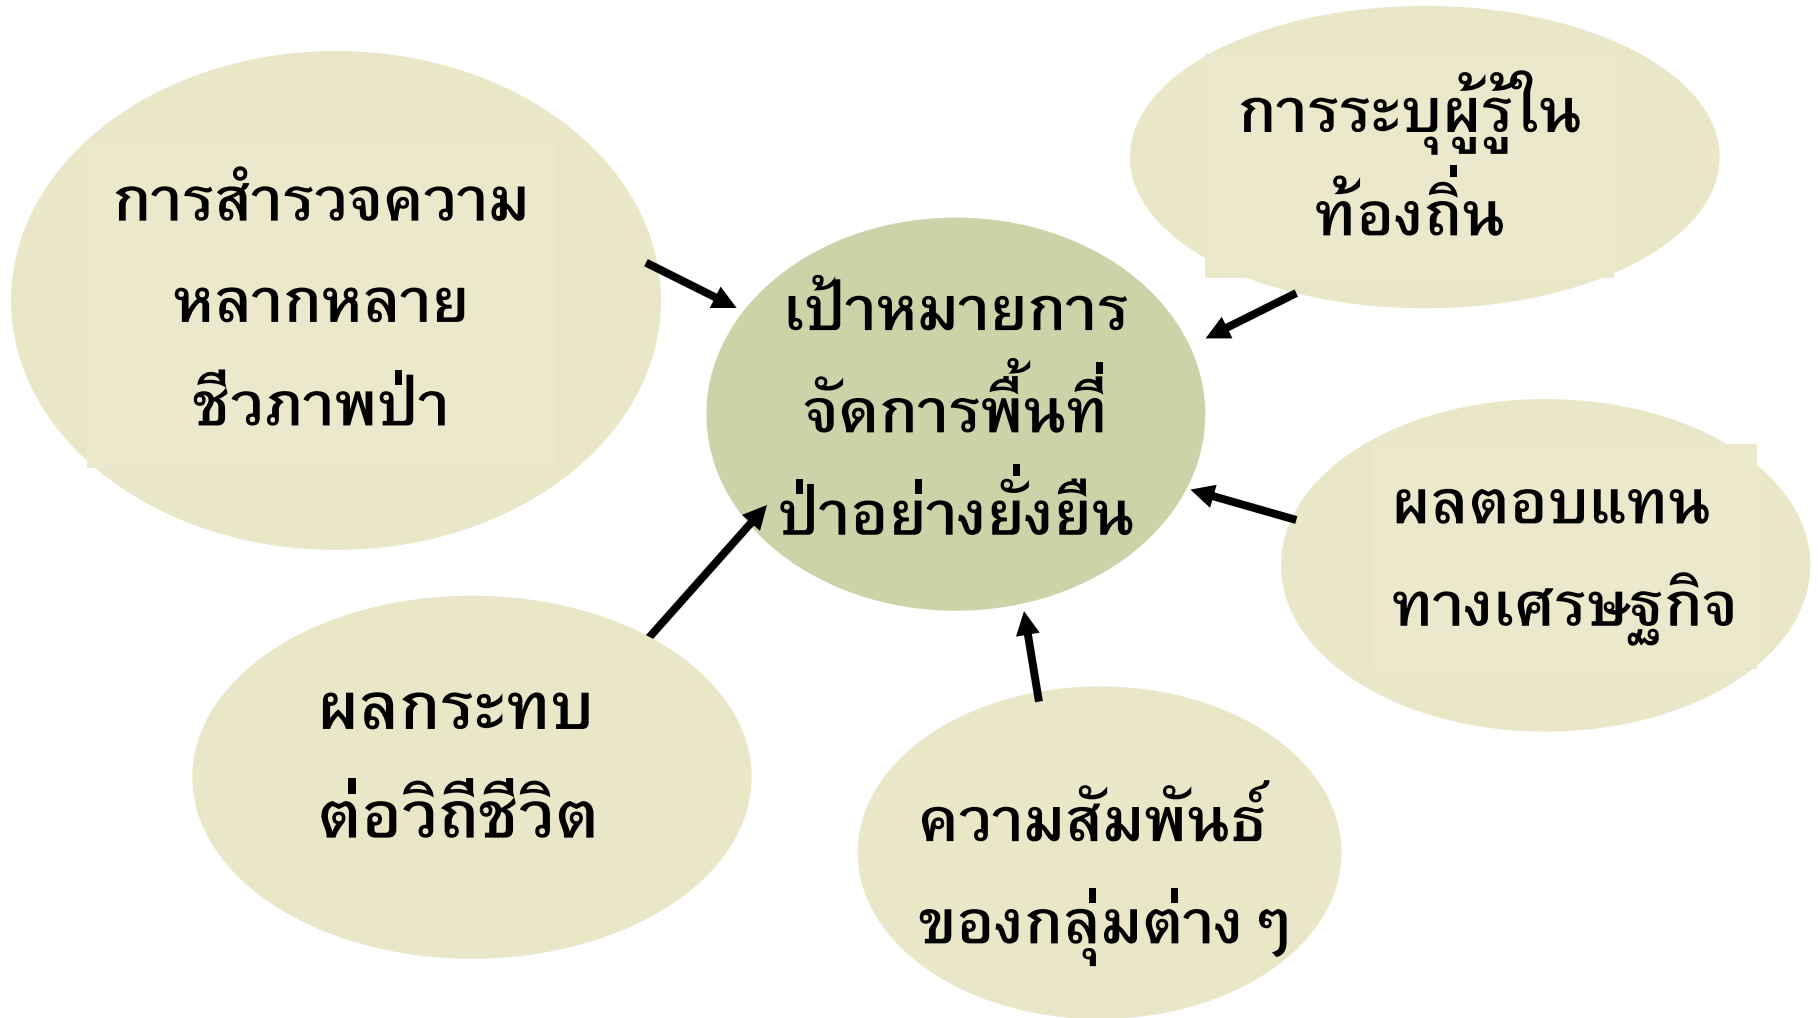 การสำรวจความ
หลากหลาย
ชีวภาพป่า
การระบุผู้รู้ใน
ท้องถิ่น
เป้าหมายการ
จัดการพื้นที่
ป่าอย่างยั่งยืน
ผลตอบแทน
ทางเศรษฐกิจ
ผลกระทบ
ต่อวิถีชีวิต
ความสัมพันธ์
ของกลุ่มต่าง ๆ